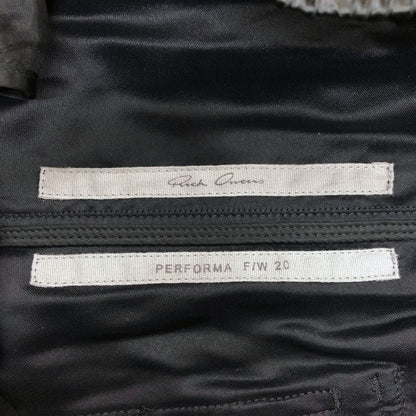 Rick Owens
PERFORMA F/W 20